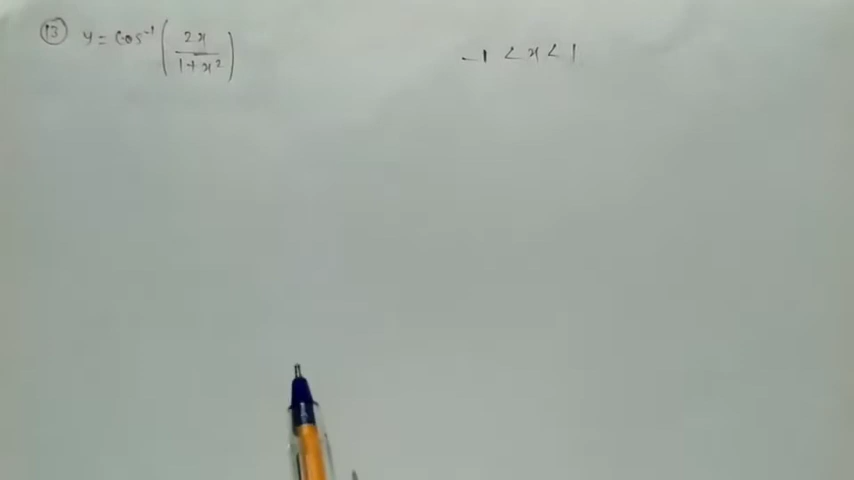 (13) y = cos⁻¹ (2x / 1+x²) -1 < x < 1